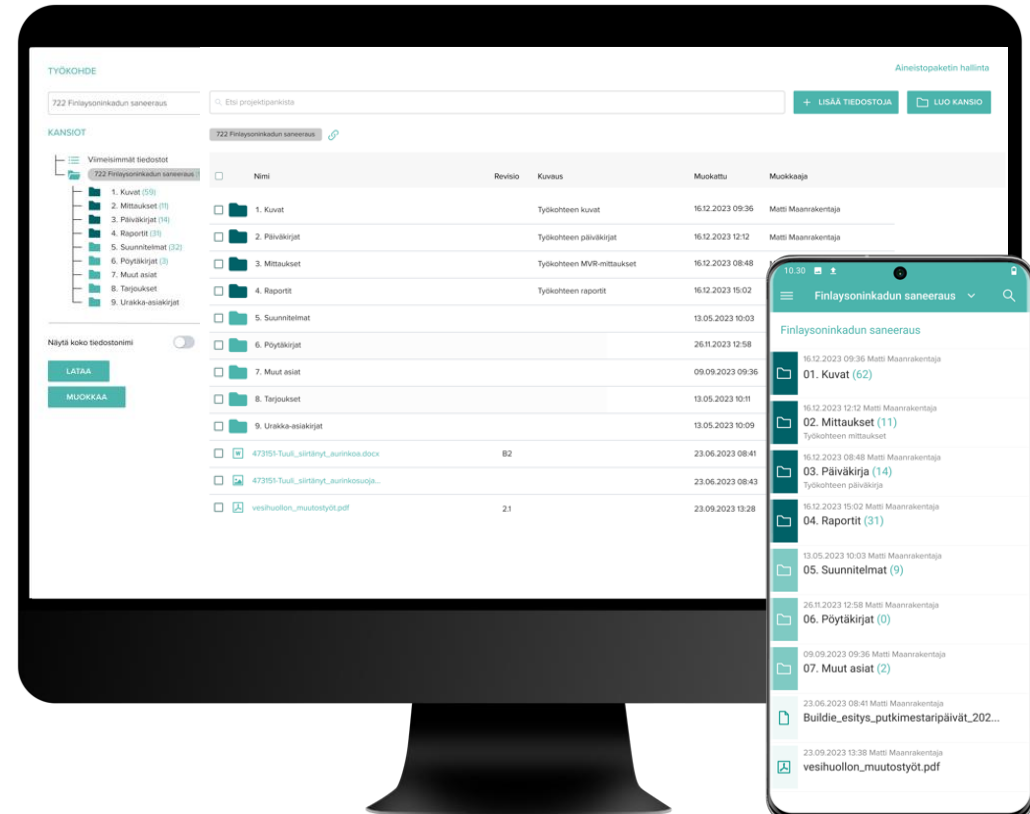 TYÖKOHDE
Aineistopaketin hallinta
722 Finlaysoninkadun saneeraus
Etsi projektipankista
+ LISÄÄ TIEDOSTOJA
LUO KANSIO
KANSIOT
722 Finlaysoninkadun saneeraus
Viimeisimmät tiedostot
722 Finlaysoninkadun saneeraus
1. Kuvat (59)
2. Mittaukset (11)
3. Päiväkirjat (14)
4. Raportit (31)
5. Suunnitelmat (32)
6. Pöytäkirjat (3)
7. Muut asiat
8. Tarjoukset
9. Urakka-asiakirjat
Näytä koko tiedostonimi
LATAA
MUOKKAA
Nimi Revisio Kuvaus Muokattu Muokkaaja
1. Kuvat Työkohteen kuvat 16.12.2023 09:36 Matti Maanrakentaja
2. Päiväkirjat Työkohteen päiväkirjat 16.12.2023 12:12 Matti Maanrakentaja
3. Mittaukset Työkohteen MVR-mittaukset 16.12.2023 08:48
4. Raportit Työkohteen raportit 16.12.2023 15:02
5. Suunnitelmat 13.05.2023 10:03
6. Pöytäkirjat 26.11.2023 12:58
7. Muut asiat 09.09.2023 09:36
8. Tarjoukset 13.05.2023 10:11
9. Urakka-asiakirjat 13.05.2023 10:09
473151-Tuuli_siirtänyt_aurinkoa.docx B2 23.06.2023 08:41
473151-Tuuli_siirtänyt_aurinkosuoja... 23.06.2023 08:43
vesihuollon_muutostyöt.pdf 2.1 23.09.2023 13:28
10.30
Finlaysoninkadun saneeraus
Finlaysoninkadun saneeraus
16.12.2023 09:36 Matti Maanrakentaja
01. Kuvat (62)
16.12.2023 12:12 Matti Maanrakentaja
02. Mittaukset (11)
Työkohteen mittaukset
16.12.2023 08:48 Matti Maanrakentaja
03. Päiväkirja (14)
Työkohteen päiväkirja
16.12.2023 15:02 Matti Maanrakentaja
04. Raportit (31)
13.05.2023 10:03 Matti Maanrakentaja
05. Suunnitelmat (9)
26.11.2023 12:58 Matti Maanrakentaja
06. Pöytäkirjat (0)
09.09.2023 09:36 Matti Maanrakentaja
07. Muut asiat (2)
23.06.2023 08:41 Matti Maanrakentaja
Buildie_esitys_putkimestaripäivät_202...
23.09.2023 13:38 Matti Maanrakentaja
vesihuollon_muutostyöt.pdf